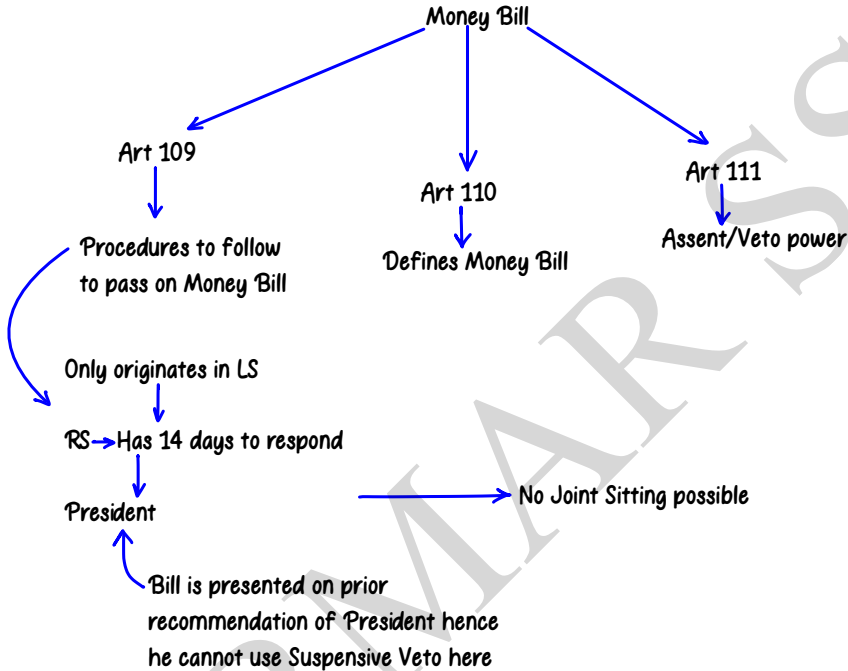 Money Bill
Art 109
Art 110
Art 111
Procedures to follow
to pass on Money Bill
Defines Money Bill
Assent/Veto power
Only originates in LS
RS Has 14 days to respond
President
No Joint Sitting possible
Bill is presented on prior
recommendation of President hence
he cannot use Suspensive Veto here